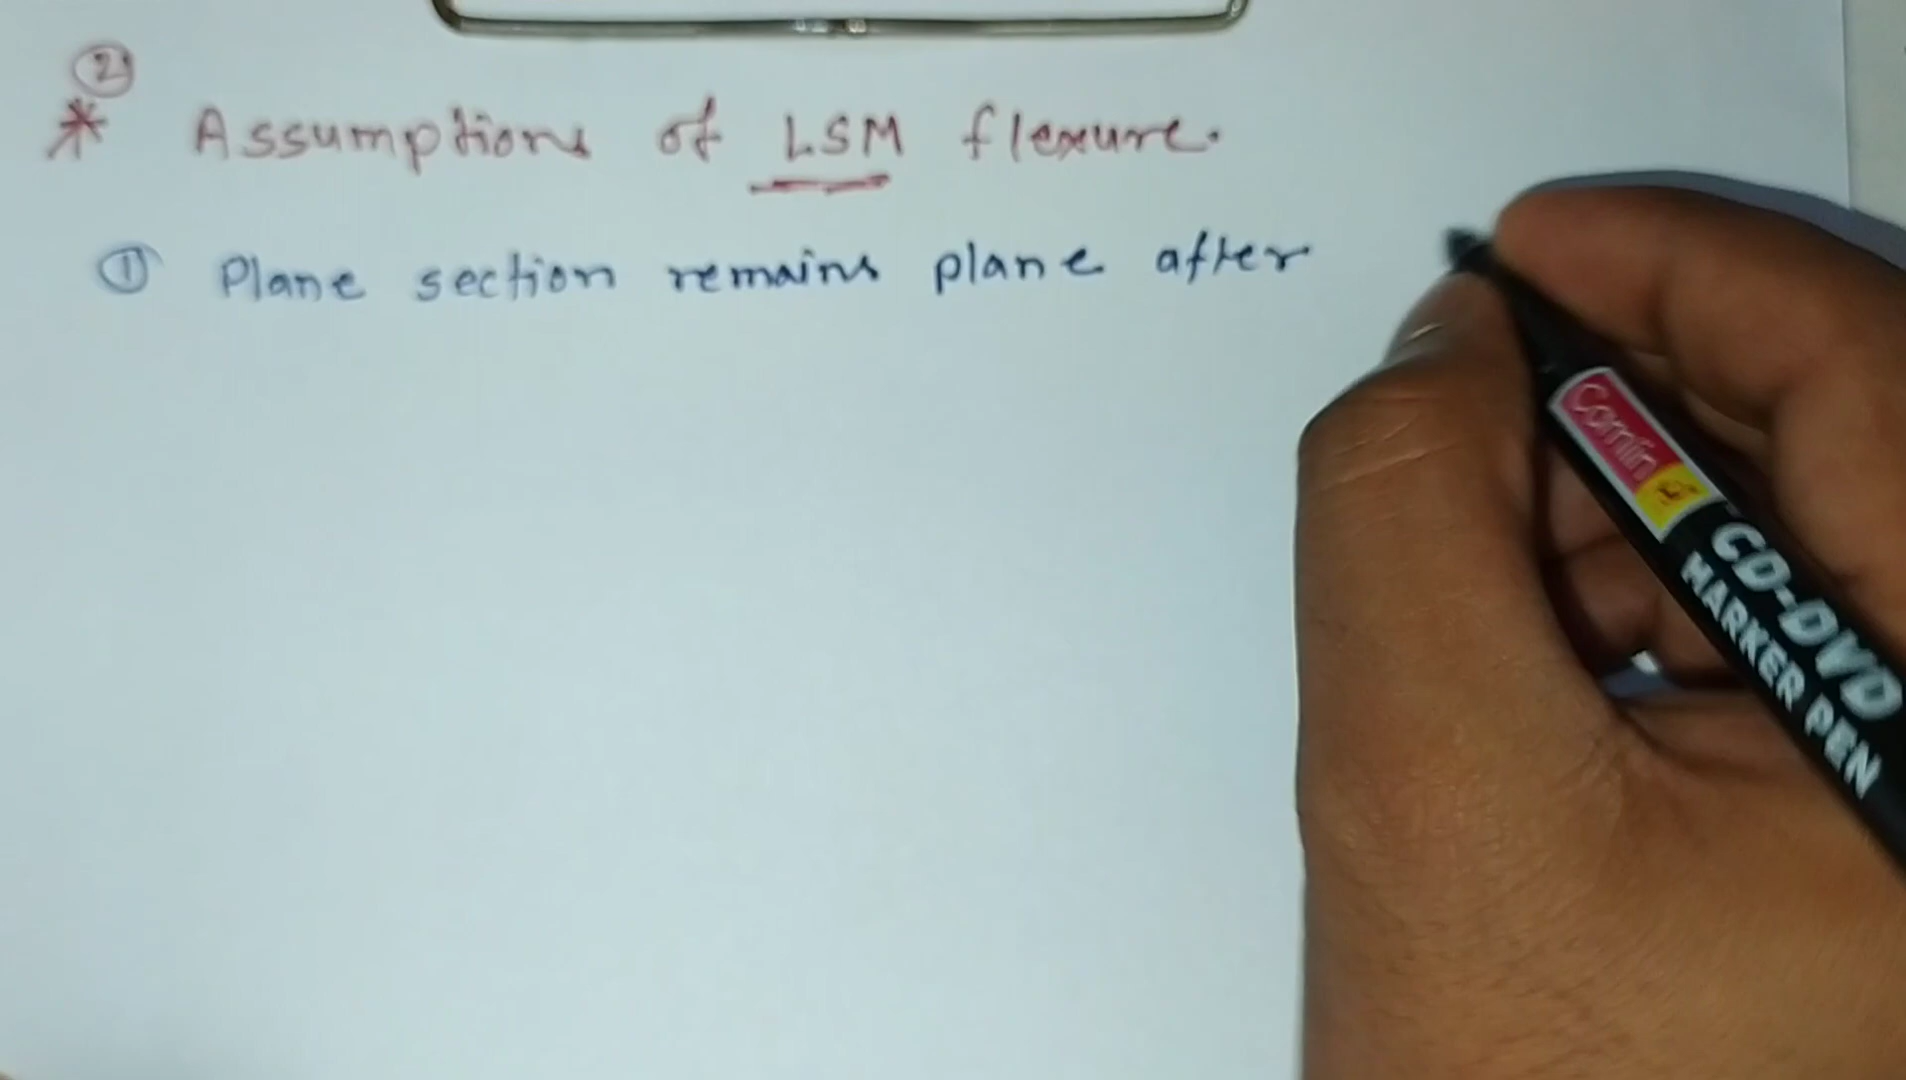 ②
* Assumptions of LSM flexure.
① Plane section remains plane after
Camlin
CD-DVD
MARKER PEN